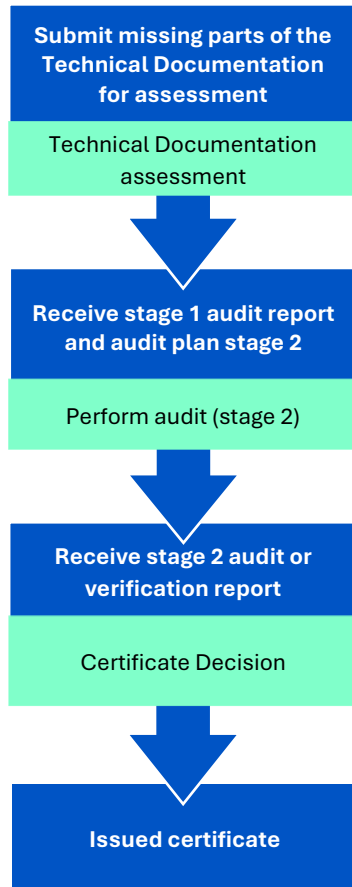 Submit missing parts of the
Technical Documentation
for assessment
Technical Documentation
assessment
Receive stage 1 audit report
and audit plan stage 2
Perform audit (stage 2)
Receive stage 2 audit or
verification report
Certificate Decision
Issued certificate